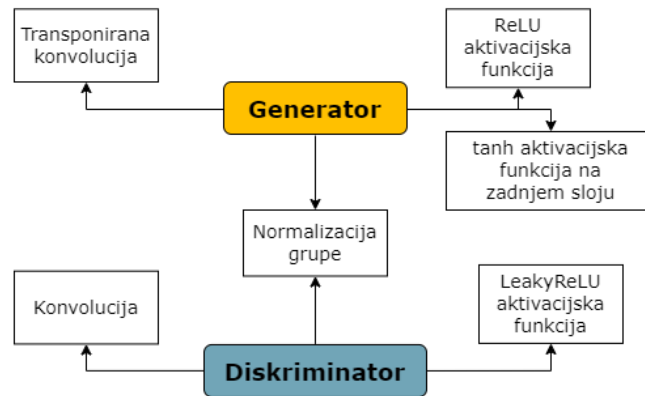 Transponirana
konvolucija
ReLU
aktivacijska
funkcija
Generator
tanh aktivacijska
funkcija na
zadnjem sloju
Normalizacija
grupe
Konvolucija
LeakyReLU
aktivacijska
funkcija
Diskriminator